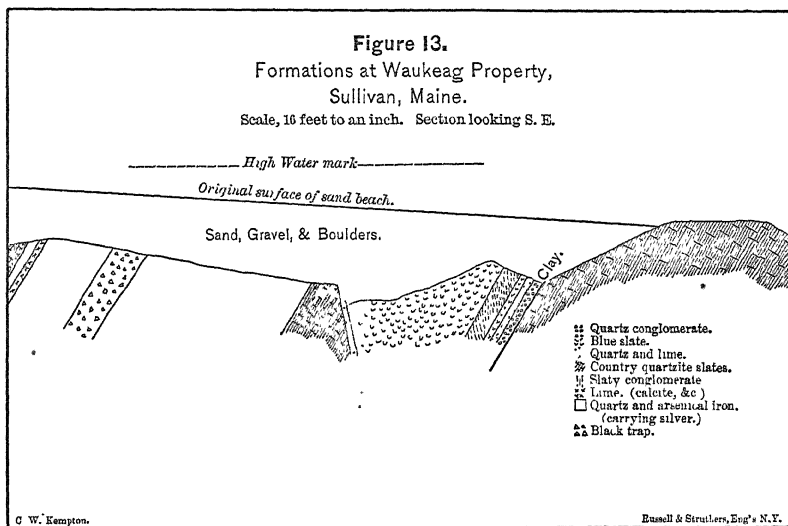 Figure 13.
Formations at Waukeag Property,
Sullivan, Maine.
Scale, 16 feet to an inch. Section looking S. E.
High Water mark
Original surface of sand beach.
Sand, Gravel, & Boulders.
Clay.
Quartz conglomerate.
Blue slate.
Quartz and lime.
Country quartzite slates.
Slaty conglomerate
Lime. (calcite, &c )
Quartz and arsenical iron.
(carrying silver.)
Black trap.
C W. Kempton.
Russell & Struthers, Eng's N.Y.